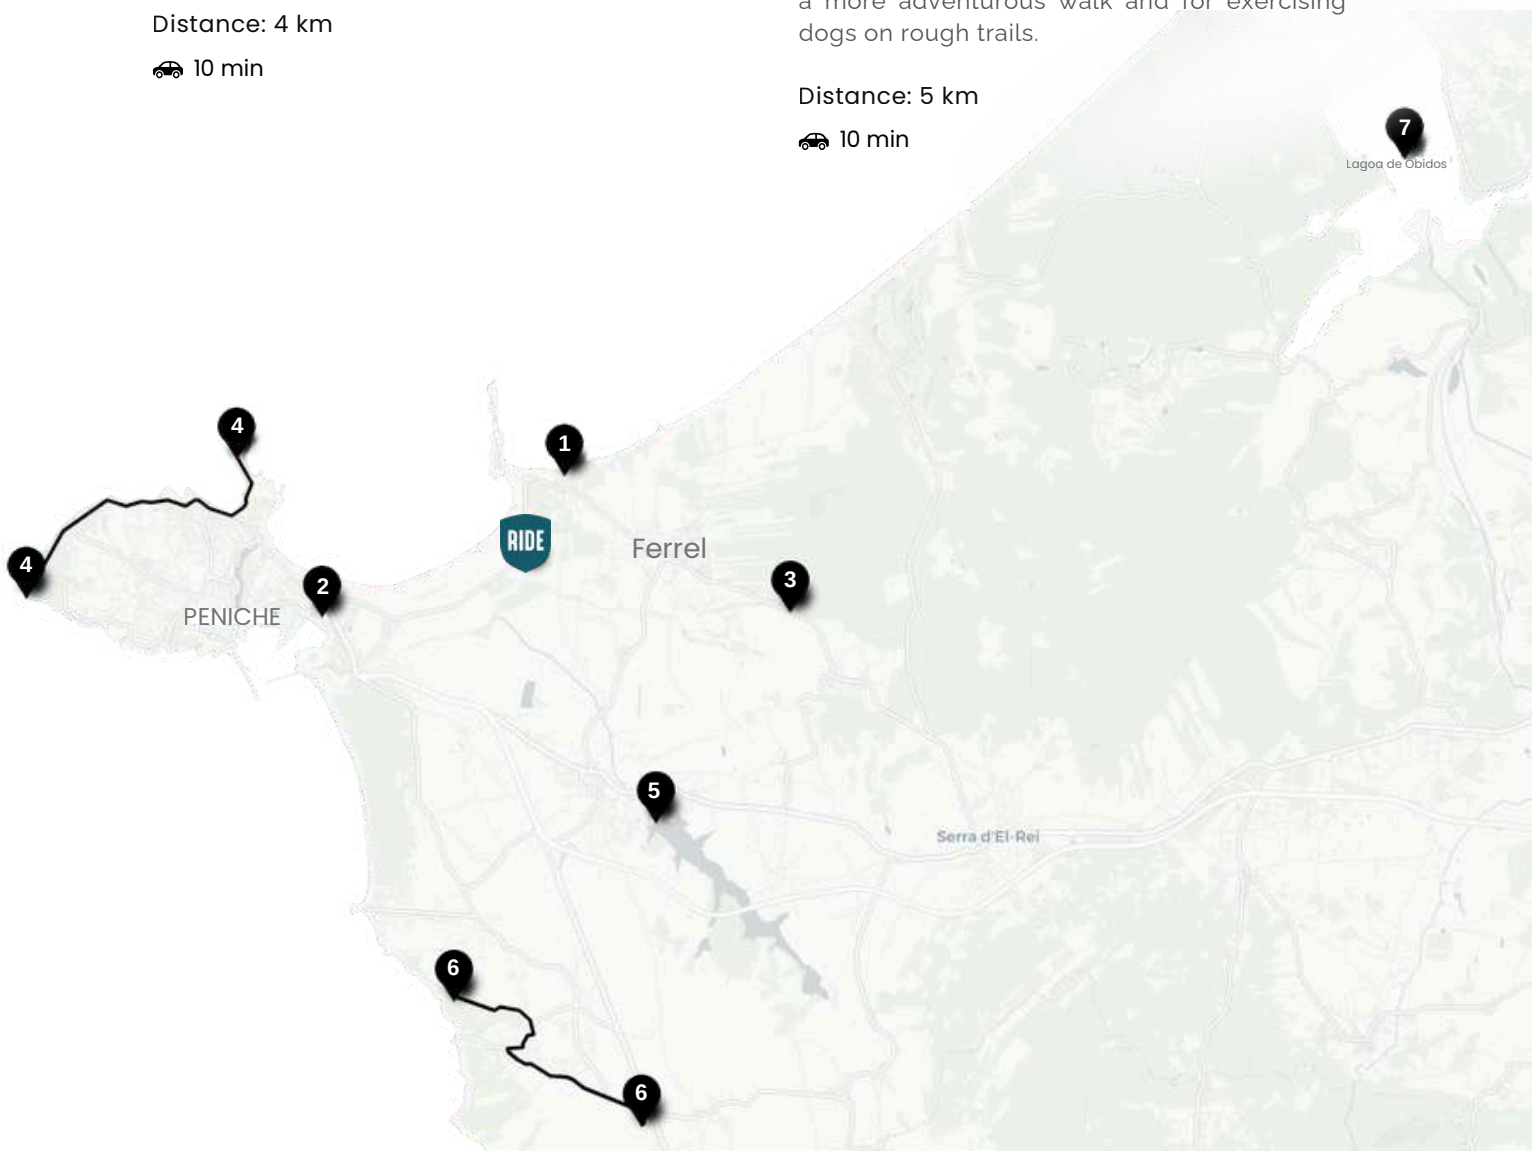 Distance: 4 km
10 min
a more adventurous walk and for exercising
dogs on rough trails.
Distance: 5 km
10 min
7
Lagoa de Óbidos
4
1
RIDE
Ferrel
4
2
3
PENICHE
5
Serra d'El-Rei
6
6